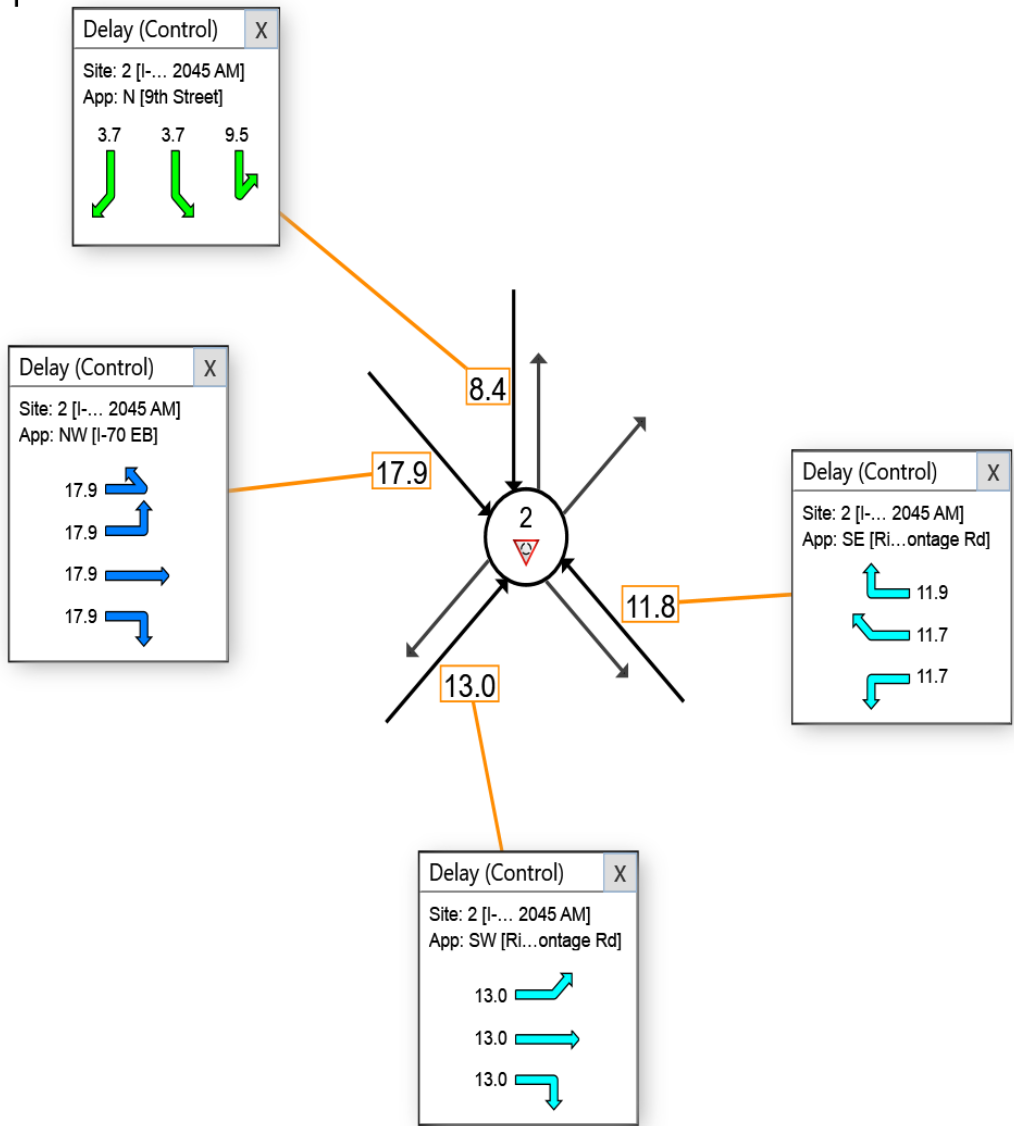 Delay (Control) X
Site: 2 [I-... 2045 AM]
App: N [9th Street]
3.7 3.7 9.5
Delay (Control) X
Site: 2 [I-... 2045 AM]
App: NW [I-70 EB]
17.9
17.9
17.9
17.9
8.4
17.9
2
11.8
13.0
Delay (Control) X
Site: 2 [I-... 2045 AM]
App: SE [Ri...ontage Rd]
11.9
11.7
11.7
Delay (Control) X
Site: 2 [I-... 2045 AM]
App: SW [Ri...ontage Rd]
13.0
13.0
13.0